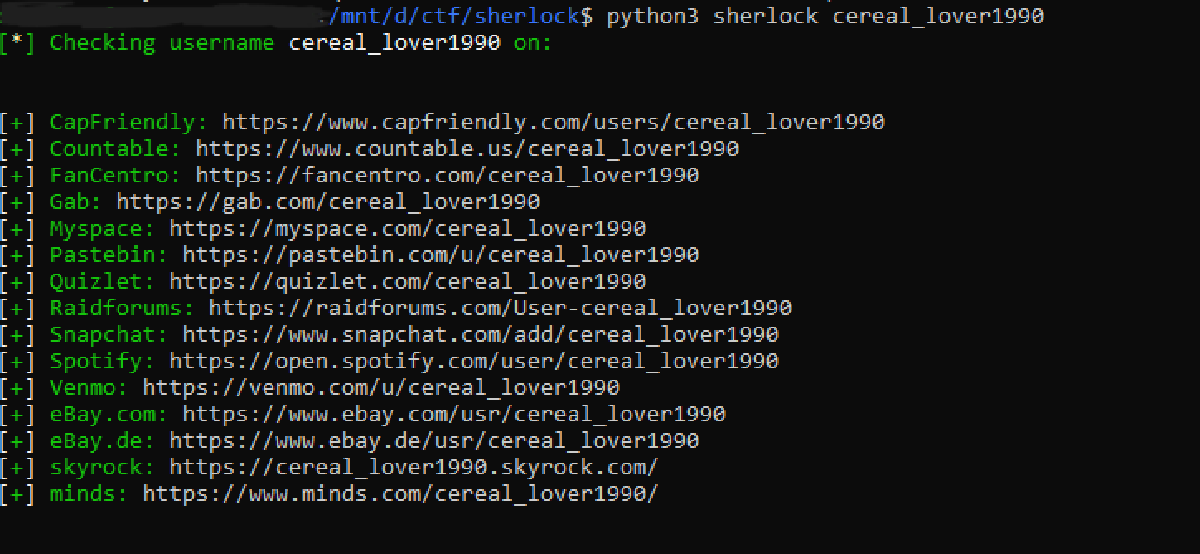 :/mnt/d/ctf/sherlock$ python3 sherlock cereal_lover1990
[*] Checking username cereal_lover1990 on:
[+] CapFriendly: https://www.capfriendly.com/users/cereal_lover1990
[+] Countable: https://www.countable.us/cereal_lover1990
[+] FanCentro: https://fancentro.com/cereal_lover1990
[+] Gab: https://gab.com/cereal_lover1990
[+] Myspace: https://myspace.com/cereal_lover1990
[+] Pastebin: https://pastebin.com/u/cereal_lover1990
[+] Quizlet: https://quizlet.com/cereal_lover1990
[+] Raidforums: https://raidforums.com/User-cereal_lover1990
[+] Snapchat: https://www.snapchat.com/add/cereal_lover1990
[+] Spotify: https://open.spotify.com/user/cereal_lover1990
[+] Venmo: https://venmo.com/u/cereal_lover1990
[+] eBay.com: https://www.ebay.com/usr/cereal_lover1990
[+] eBay.de: https://www.ebay.de/usr/cereal_lover1990
[+] skyrock: https://cereal_lover1990.skyrock.com/
[+] minds: https://www.minds.com/cereal_lover1990/